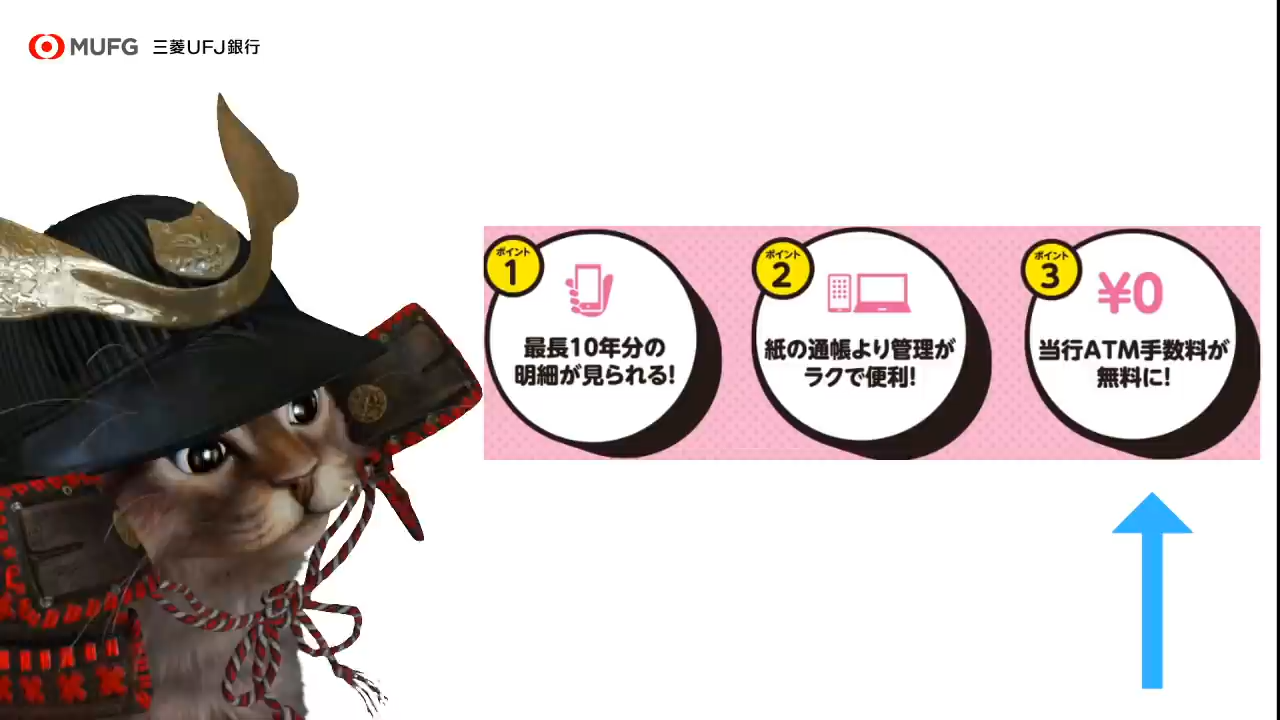 MUFG 三菱UFJ銀行
ポイント
1
最長10年分の
明細が見られる!
ポイント
2
紙の通帳より管理が
ラクで便利!
ポイント
3
¥0
当行ATM手数料が
無料に!